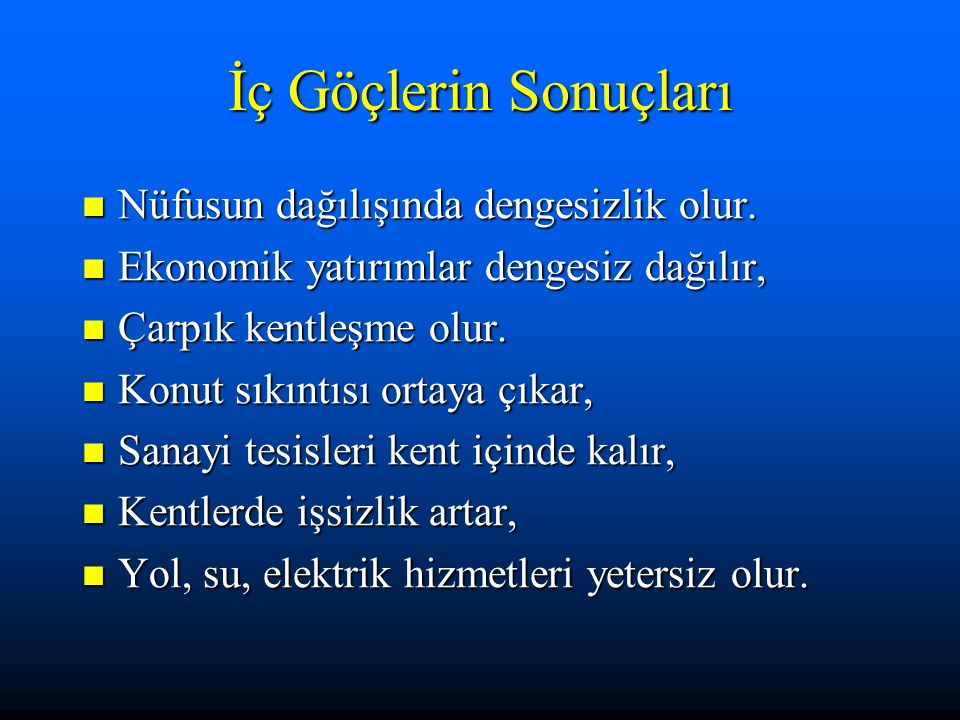 İç Göçlerin Sonuçları
Nüfusun dağılışında dengesizlik olur.
Ekonomik yatırımlar dengesiz dağılır,
Çarpık kentleşme olur.
Konut sıkıntısı ortaya çıkar,
Sanayi tesisleri kent içinde kalır,
Kentlerde işsizlik artar,
Yol, su, elektrik hizmetleri yetersiz olur.